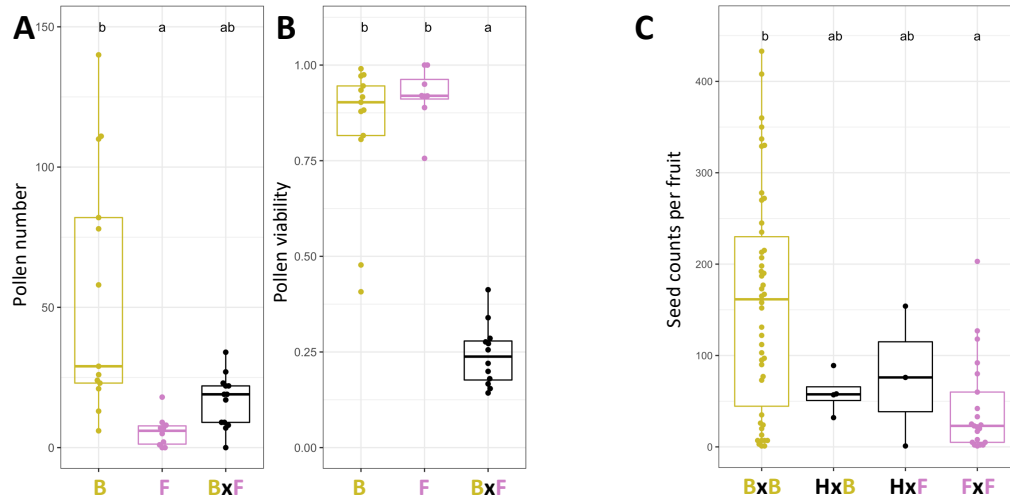 A
b a ab
Pollen number
150
100
50
0
B F BxF
B
b b a
Pollen viability
1.00
0.75
0.50
0.25
0.00
B F BxF
C
b ab ab a
Seed counts per fruit
400
300
200
100
0
BxB HxB HxF FxF